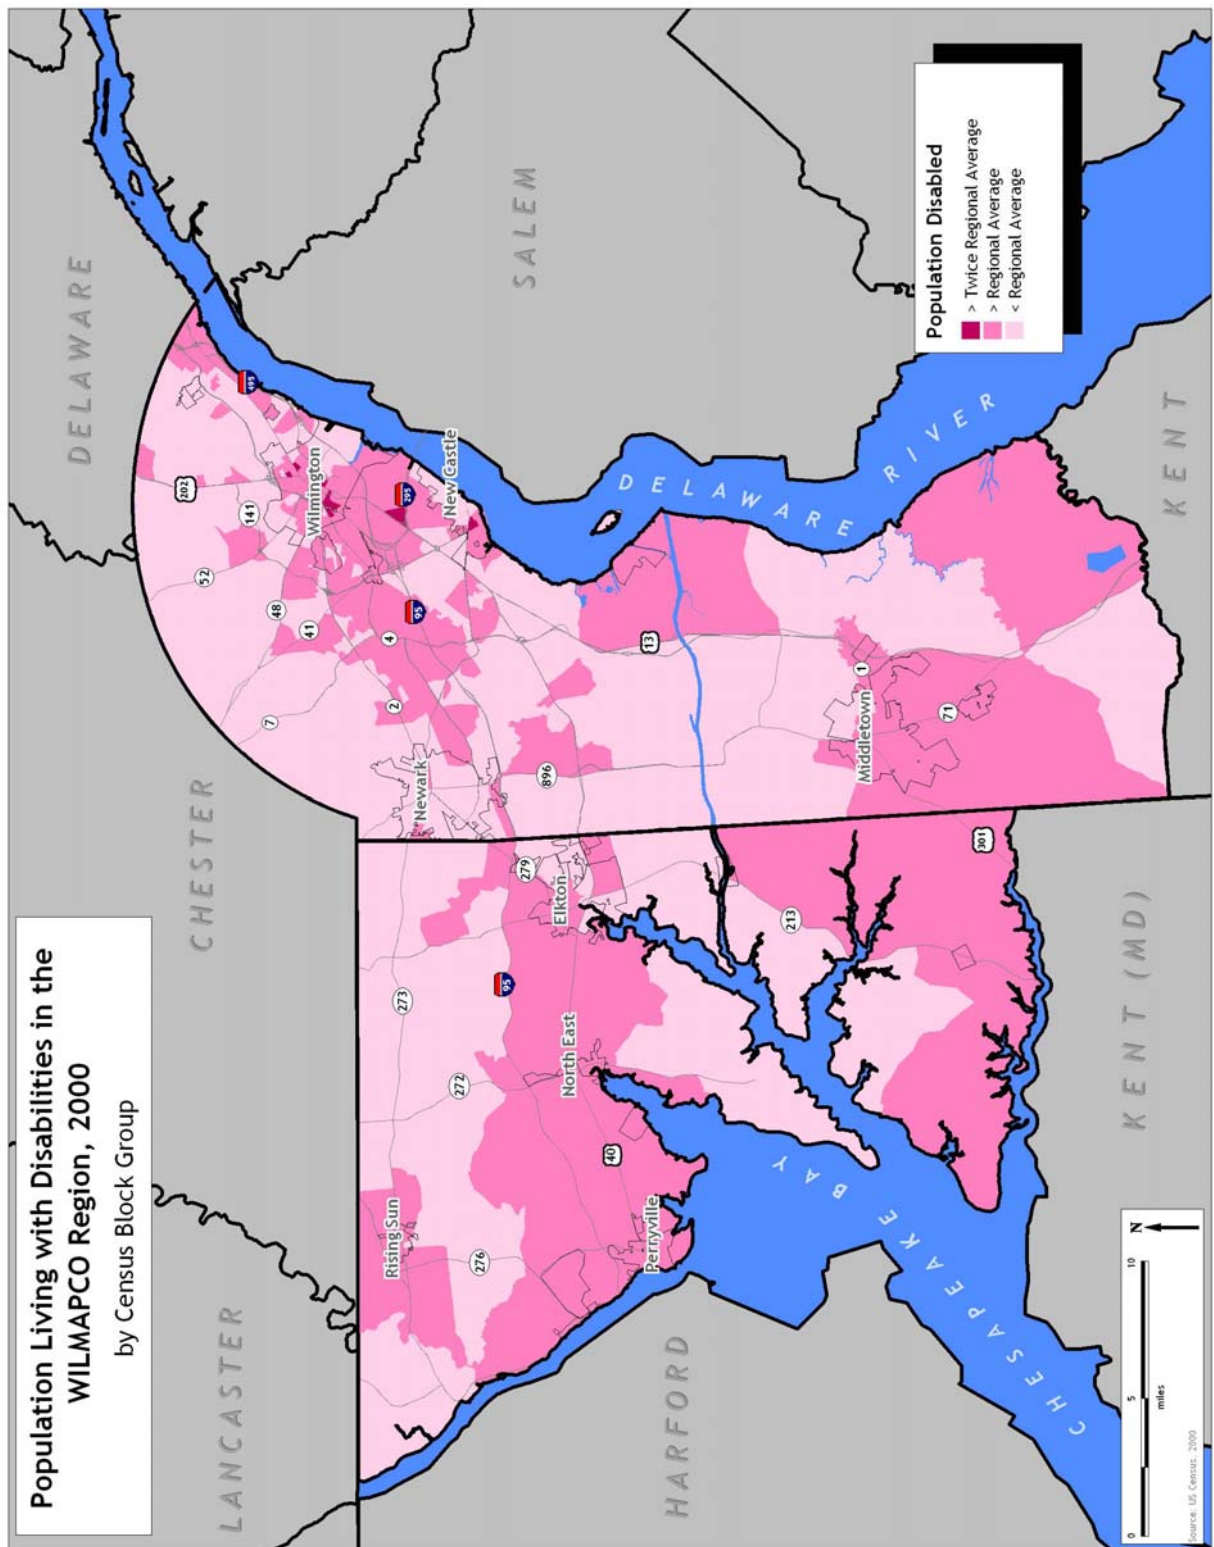 Population Living with Disabilities in the
WILMAPCO Region, 2000
by Census Block Group
LANCASTER
CHESTER
DELAWARE
SALEM
HARFORD
KENT (MD)
KENT
DELAWARE RIVER
CHESAPEAKE BAY
Rising Sun
Perryville
North East
Elkton
Newark
Wilmington
New Castle
Middletown
276
272
273
40
95
279
213
301
896
7
2
4
41
48
52
141
202
495
295
95
13
1
71
Population Disabled
> Twice Regional Average
> Regional Average
< Regional Average
0 5 10
miles
N
Source: US Census, 2000